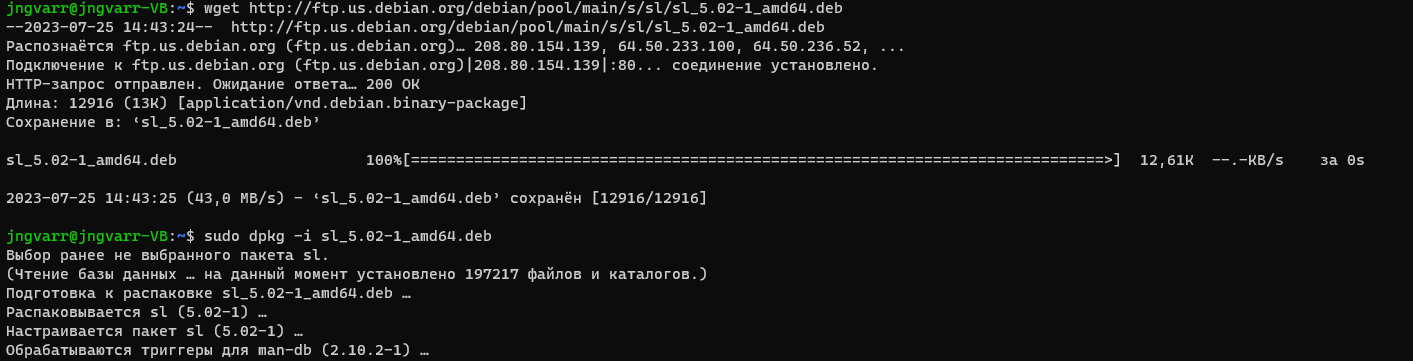 jngvarr@jngvarr-VB:~$ wget http://ftp.us.debian.org/debian/pool/main/s/sl/sl_5.02-1_amd64.deb
--2023-07-25 14:43:24--  http://ftp.us.debian.org/debian/pool/main/s/sl/sl_5.02-1_amd64.deb
Распознаётся ftp.us.debian.org (ftp.us.debian.org)… 208.80.154.139, 64.50.233.100, 64.50.236.52, ...
Подключение к ftp.us.debian.org (ftp.us.debian.org)|208.80.154.139|:80... соединение установлено.
HTTP-запрос отправлен. Ожидание ответа… 200 OK
Длина: 12916 (13K) [application/vnd.debian.binary-package]
Сохранение в: ‘sl_5.02-1_amd64.deb’
sl_5.02-1_amd64.deb                     100%[=============================================================================>]  12,61K  --.-KB/s    за 0s
2023-07-25 14:43:25 (43,0 MB/s) - ‘sl_5.02-1_amd64.deb’ сохранён [12916/12916]
jngvarr@jngvarr-VB:~$ sudo dpkg -i sl_5.02-1_amd64.deb
Выбор ранее не выбранного пакета sl.
(Чтение базы данных … на данный момент установлено 197217 файлов и каталогов.)
Подготовка к распаковке sl_5.02-1_amd64.deb …
Распаковывается sl (5.02-1) …
Настраивается пакет sl (5.02-1) …
Обрабатываются триггеры для man-db (2.10.2-1) …